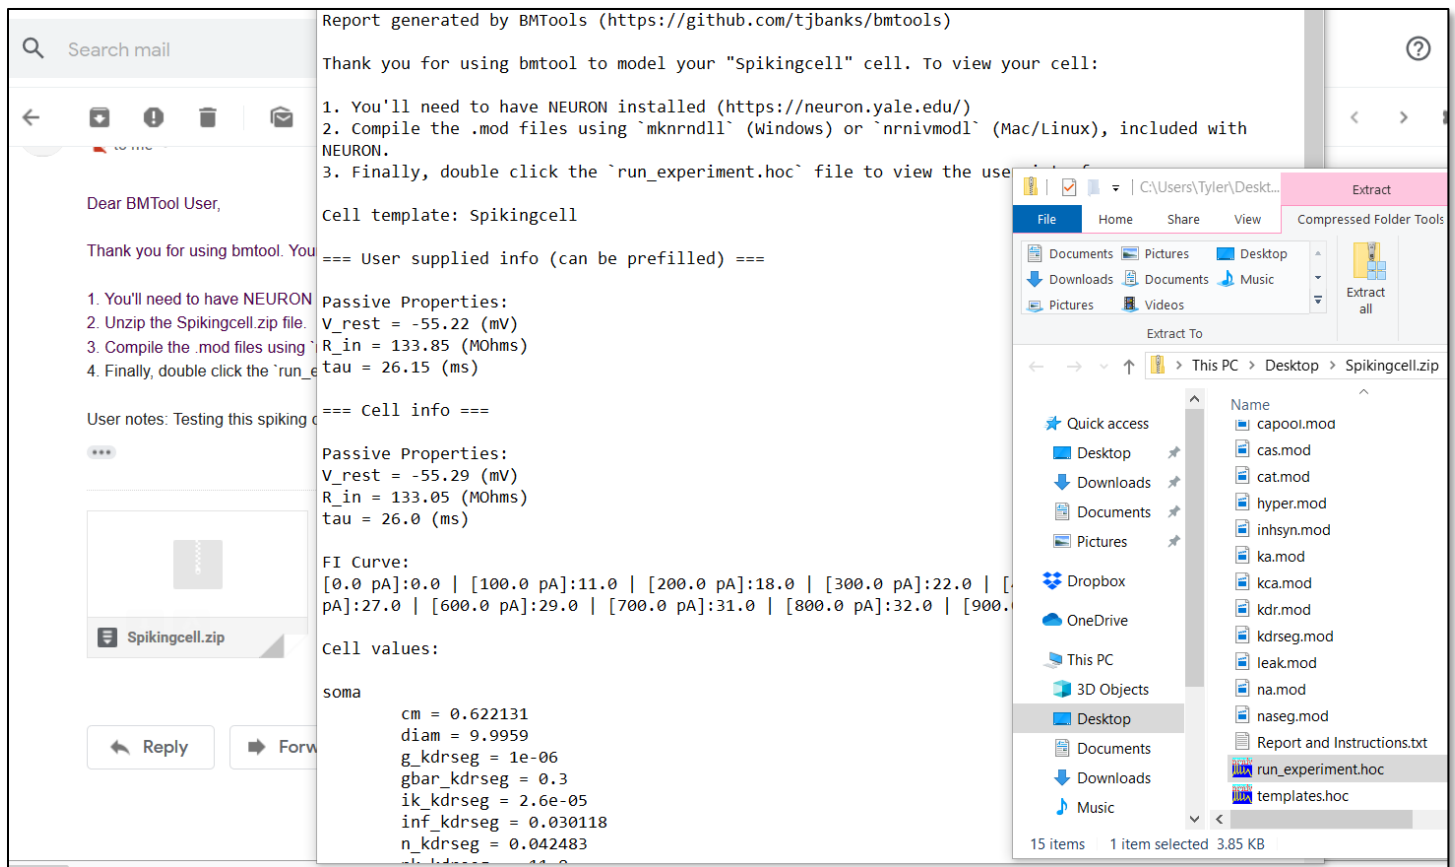 Search mail
to me
Dear BMTool User,
Thank you for using bmtool. You
1. You'll need to have NEURON
2. Unzip the Spikingcell.zip file.
3. Compile the .mod files using `
4. Finally, double click the `run_e
User notes: Testing this spiking
Spikingcell.zip
Reply
Forw
Report generated by BMTools (https://github.com/tjbanks/bmtools)
Thank you for using bmtool to model your "Spikingcell" cell. To view your cell:
1. You'll need to have NEURON installed (https://neuron.yale.edu/)
2. Compile the .mod files using `mknrndll` (Windows) or `nrnivmodl` (Mac/Linux), included with
NEURON.
3. Finally, double click the `run_experiment.hoc` file to view the use
Cell template: Spikingcell
=== User supplied info (can be prefilled) ===
Passive Properties:
V_rest = -55.22 (mV)
R_in = 133.85 (MOhms)
tau = 26.15 (ms)
=== Cell info ===
Passive Properties:
V_rest = -55.29 (mV)
R_in = 133.05 (MOhms)
tau = 26.0 (ms)
FI Curve:
[0.0 pA]:0.0 | [100.0 pA]:11.0 | [200.0 pA]:18.0 | [300.0 pA]:22.0 | [
pA]:27.0 | [600.0 pA]:29.0 | [700.0 pA]:31.0 | [800.0 pA]:32.0 | [900.
Cell values:
soma
cm = 0.622131
diam = 9.9959
g_kdrseg = 1e-06
gbar_kdrseg = 0.3
ik_kdrseg = 2.6e-05
inf_kdrseg = 0.030118
n_kdrseg = 0.042483
C:\Users\Tyler\Deskt...
Extract
File
Home
Share
View
Compressed Folder Tools
Documents
Pictures
Desktop
Downloads
Documents
Music
Pictures
Videos
Extract all
Extract To
This PC > Desktop > Spikingcell.zip
Quick access
Desktop
Downloads
Documents
Pictures
Dropbox
OneDrive
This PC
3D Objects
Desktop
Documents
Downloads
Music
Name
capool.mod
cas.mod
cat.mod
hyper.mod
inhsyn.mod
ka.mod
kca.mod
kdr.mod
kdrseg.mod
leak.mod
na.mod
naseg.mod
Report and Instructions.txt
run_experiment.hoc
templates.hoc
15 items
1 item selected 3.85 KB